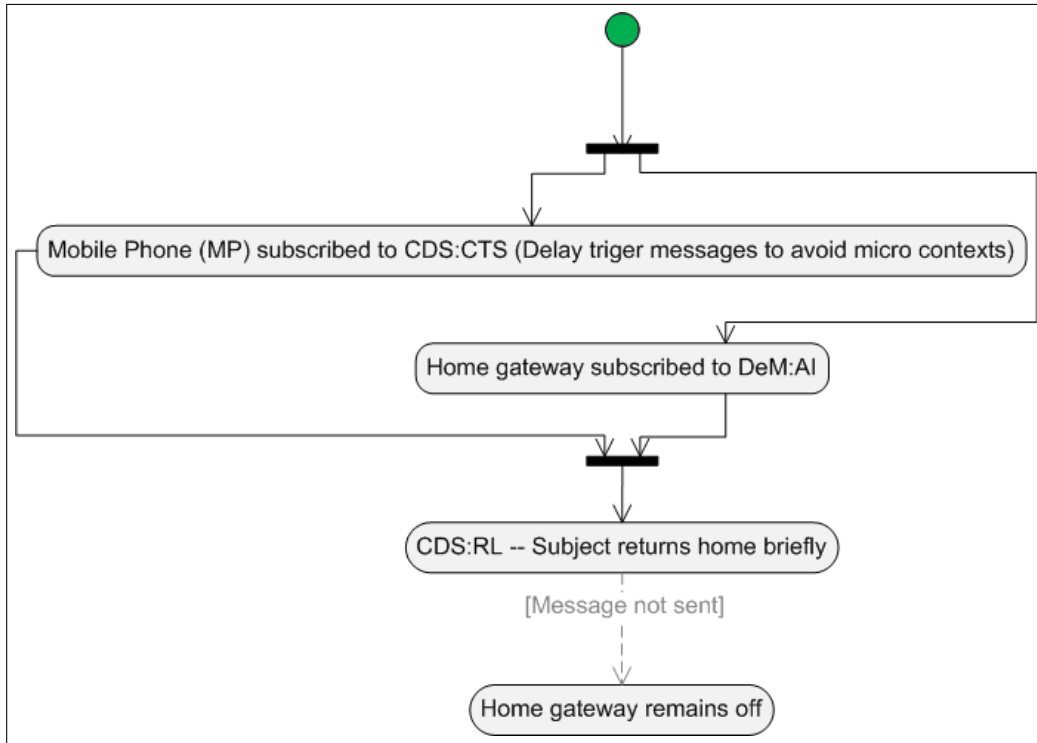 Mobile Phone (MP) subscribed to CDS:CTS (Delay triger messages to avoid micro contexts)
Home gateway subscribed to DeM:AI
CDS:RL -- Subject returns home briefly
[Message not sent]
Home gateway remains off